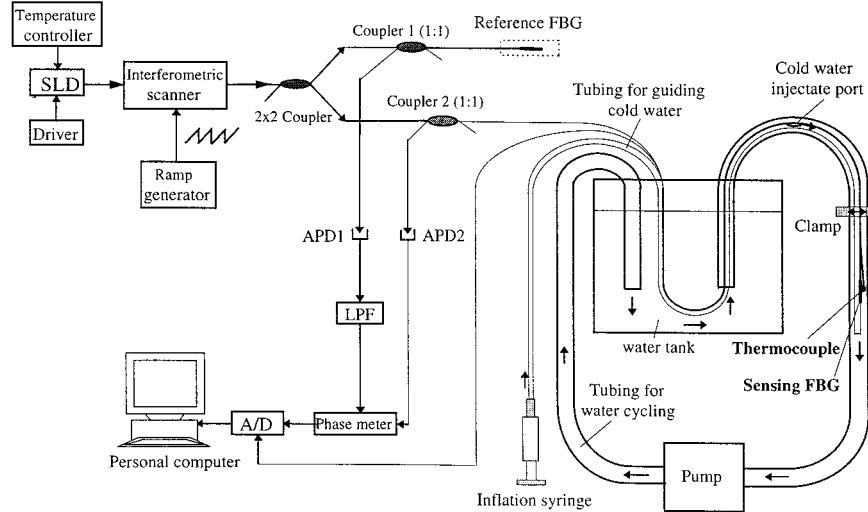 Temperature
controller
SLD
Driver
Interferometric
scanner
Ramp
generator
2x2 Coupler
Coupler 1 (1:1)
Reference FBG
Coupler 2 (1:1)
Tubing for guiding
cold water
Cold water
injectate port
Clamp
APD1
APD2
LPF
water tank
Thermocouple
Sensing FBG
Tubing for
water cycling
A/D
Phase meter
Personal computer
Inflation syringe
Pump